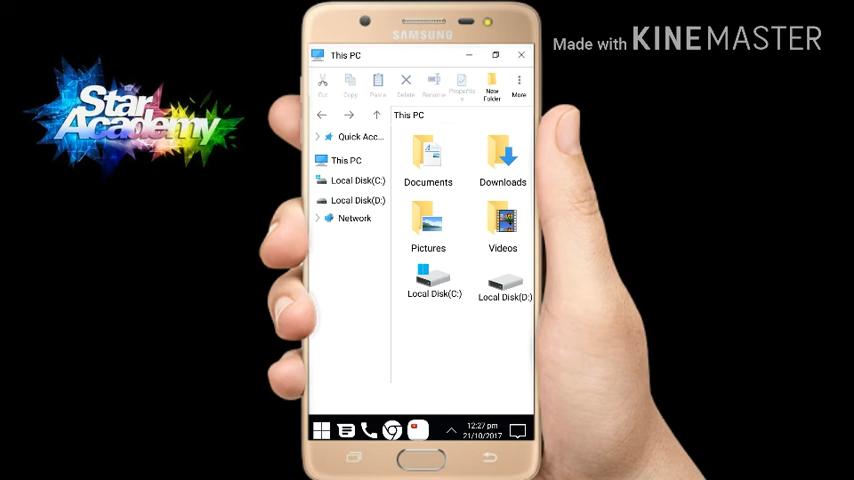 Made with KINEMASTER
Star
Academy
SAMSUNG
This PC
Cut
Copy
Paste
Delete
Rename
Propertie
s
New
Folder
More
This PC
Quick Acc...
This PC
Local Disk(C:)
Local Disk(D:)
Network
Documents
Downloads
Pictures
Videos
Local Disk(C:)
Local Disk(D:)
12:27 pm
21/10/2017